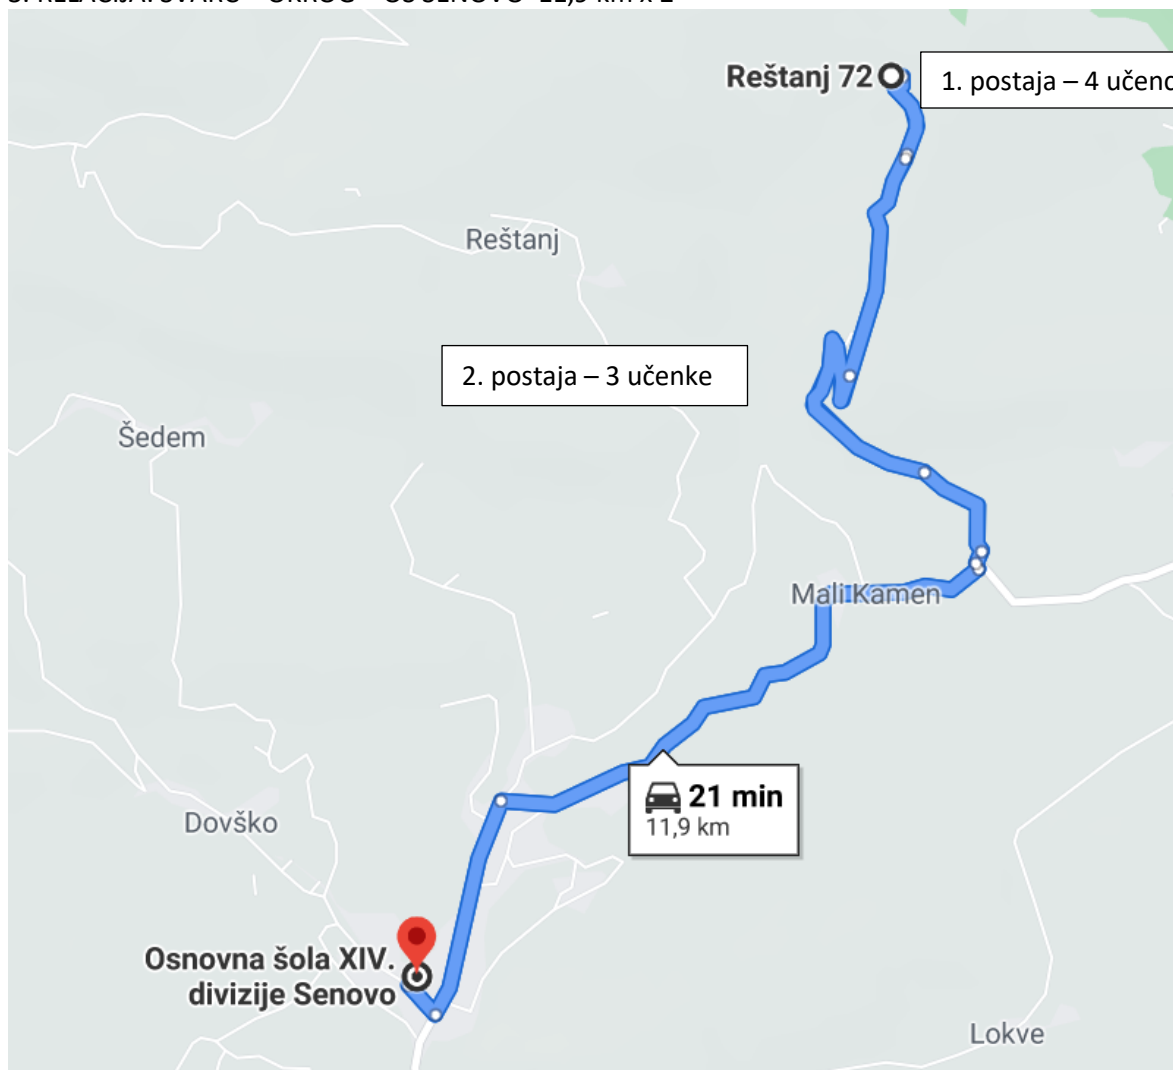 Reštanj 72
1. postaja – 4 učenc
Reštanj
2. postaja – 3 učenke
Šedem
Mali Kamen
21 min
11,9 km
Dovško
Osnovna šola XIV.
divizije Senovo
Lokve